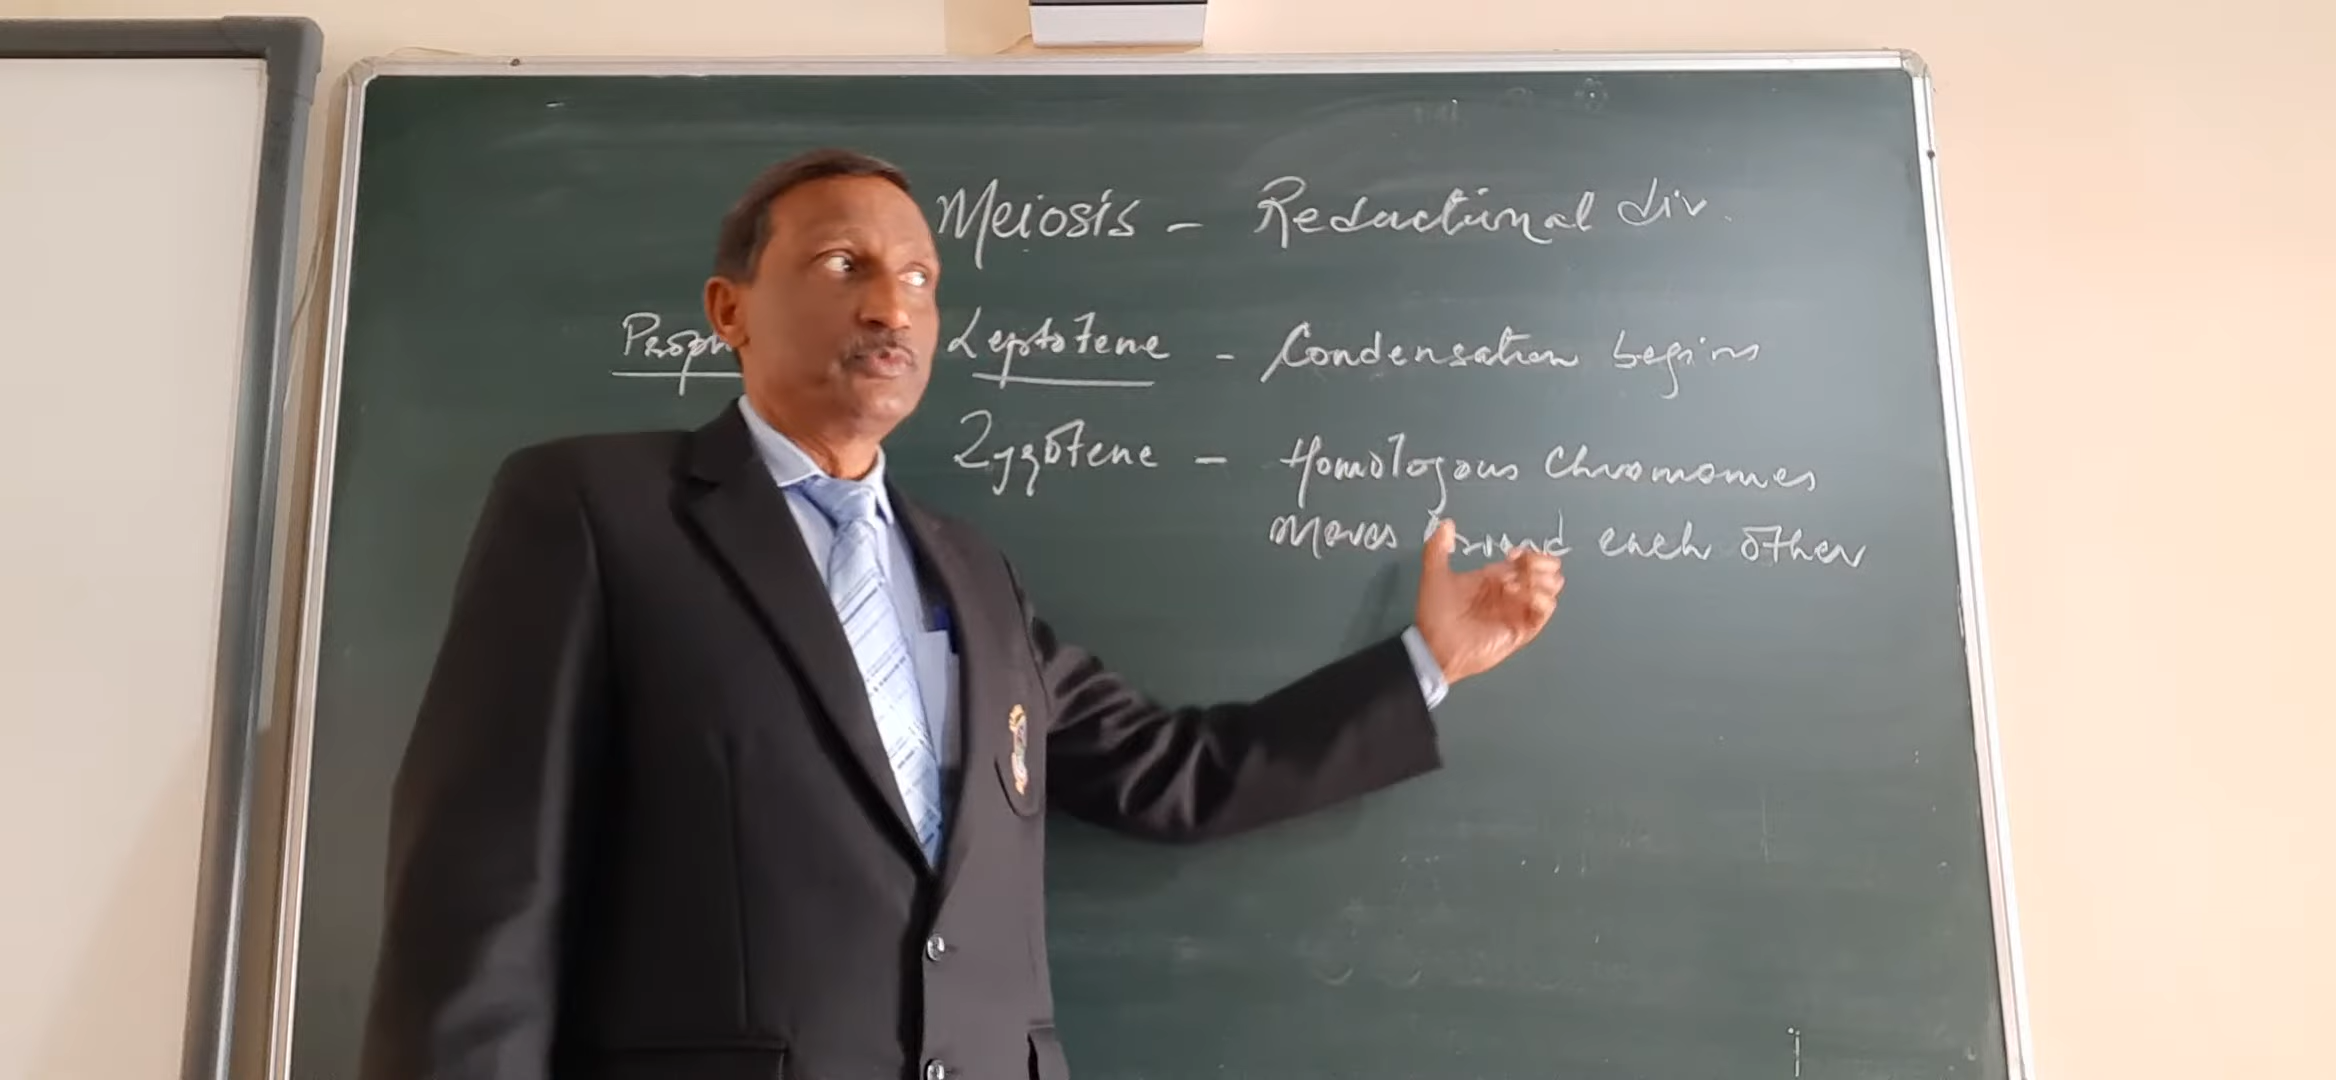 Meiosis - Reductional div.
Leptotene - Condensation begins
Zygotene - Homologous Chromomes
Moves each other